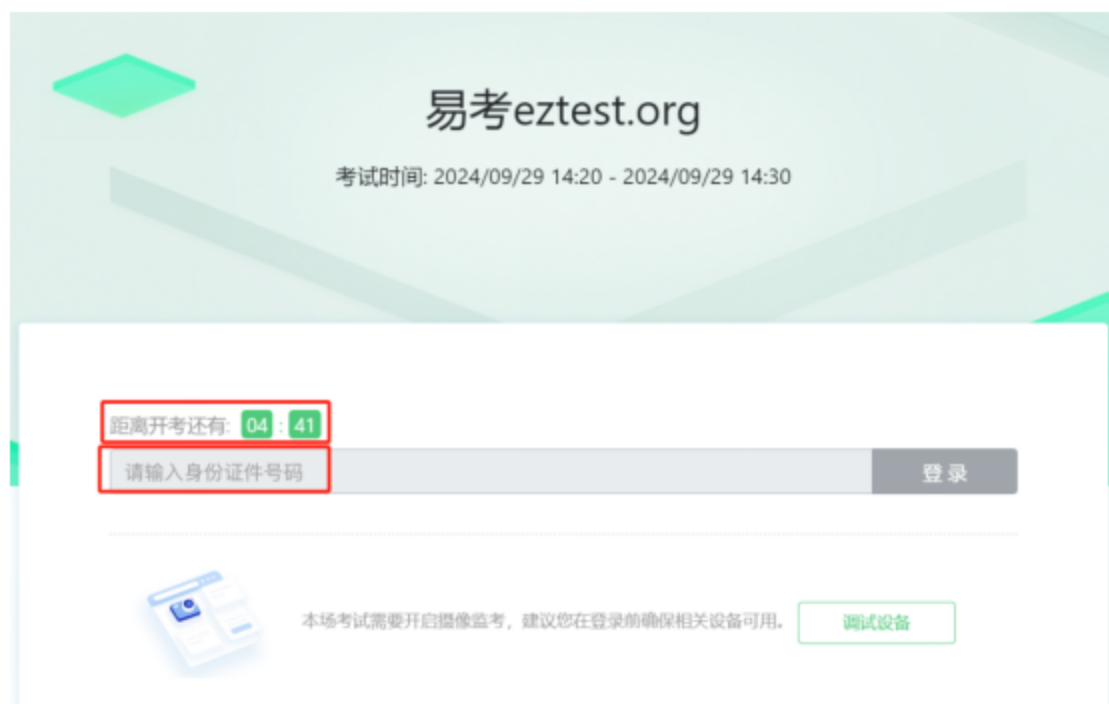 易考eztest.org
考试时间: 2024/09/29 14:20 - 2024/09/29 14:30
距离开考还有: 04 : 41
请输入身份证件号码 登 录
本场考试需要开启摄像监考，建议您在登录前确保相关设备可用。 调试设备